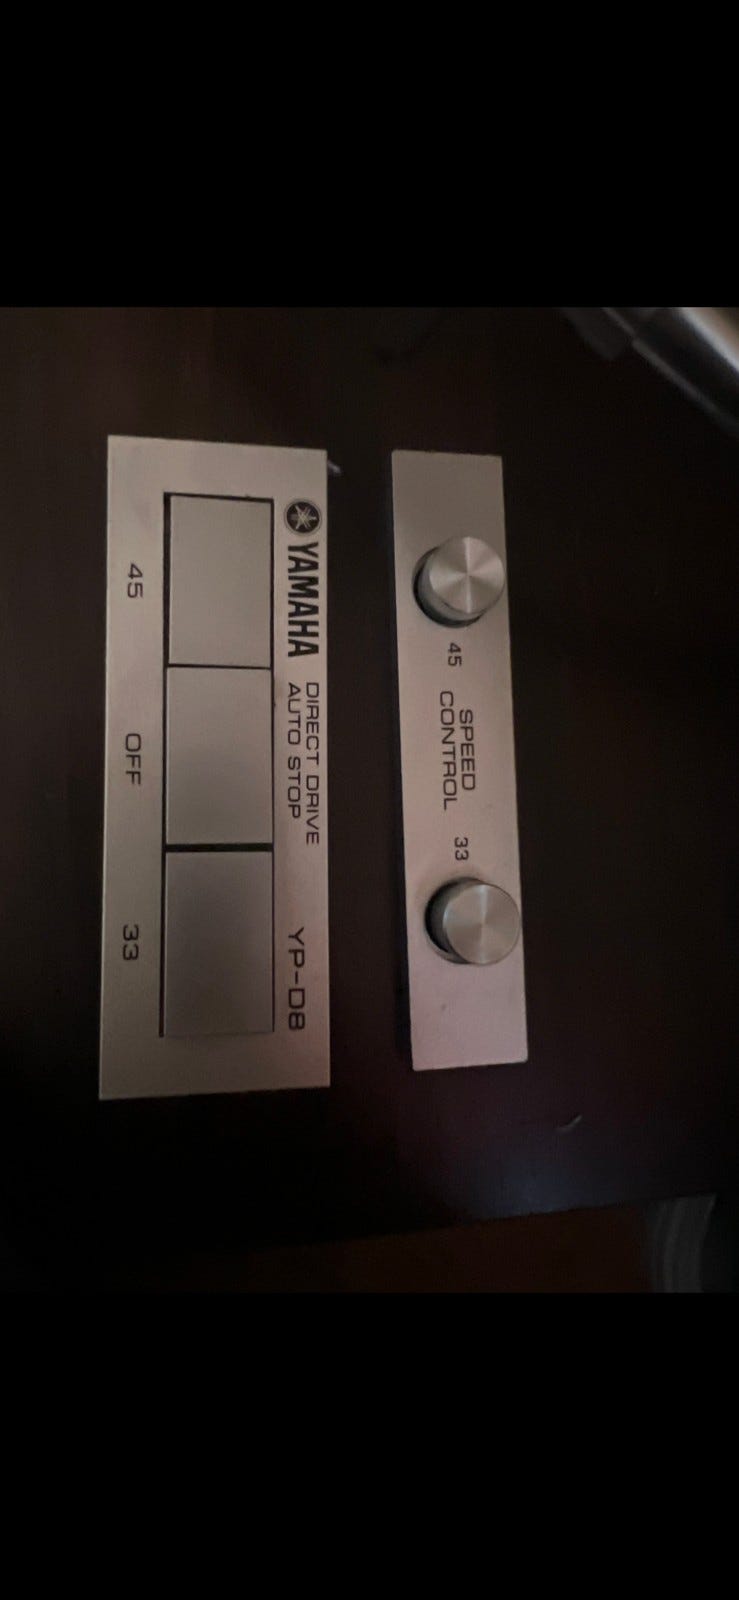 YAMAHA
DIRECT DRIVE
AUTO STOP
YP-D8
45
OFF
33
45
SPEED
CONTROL
33